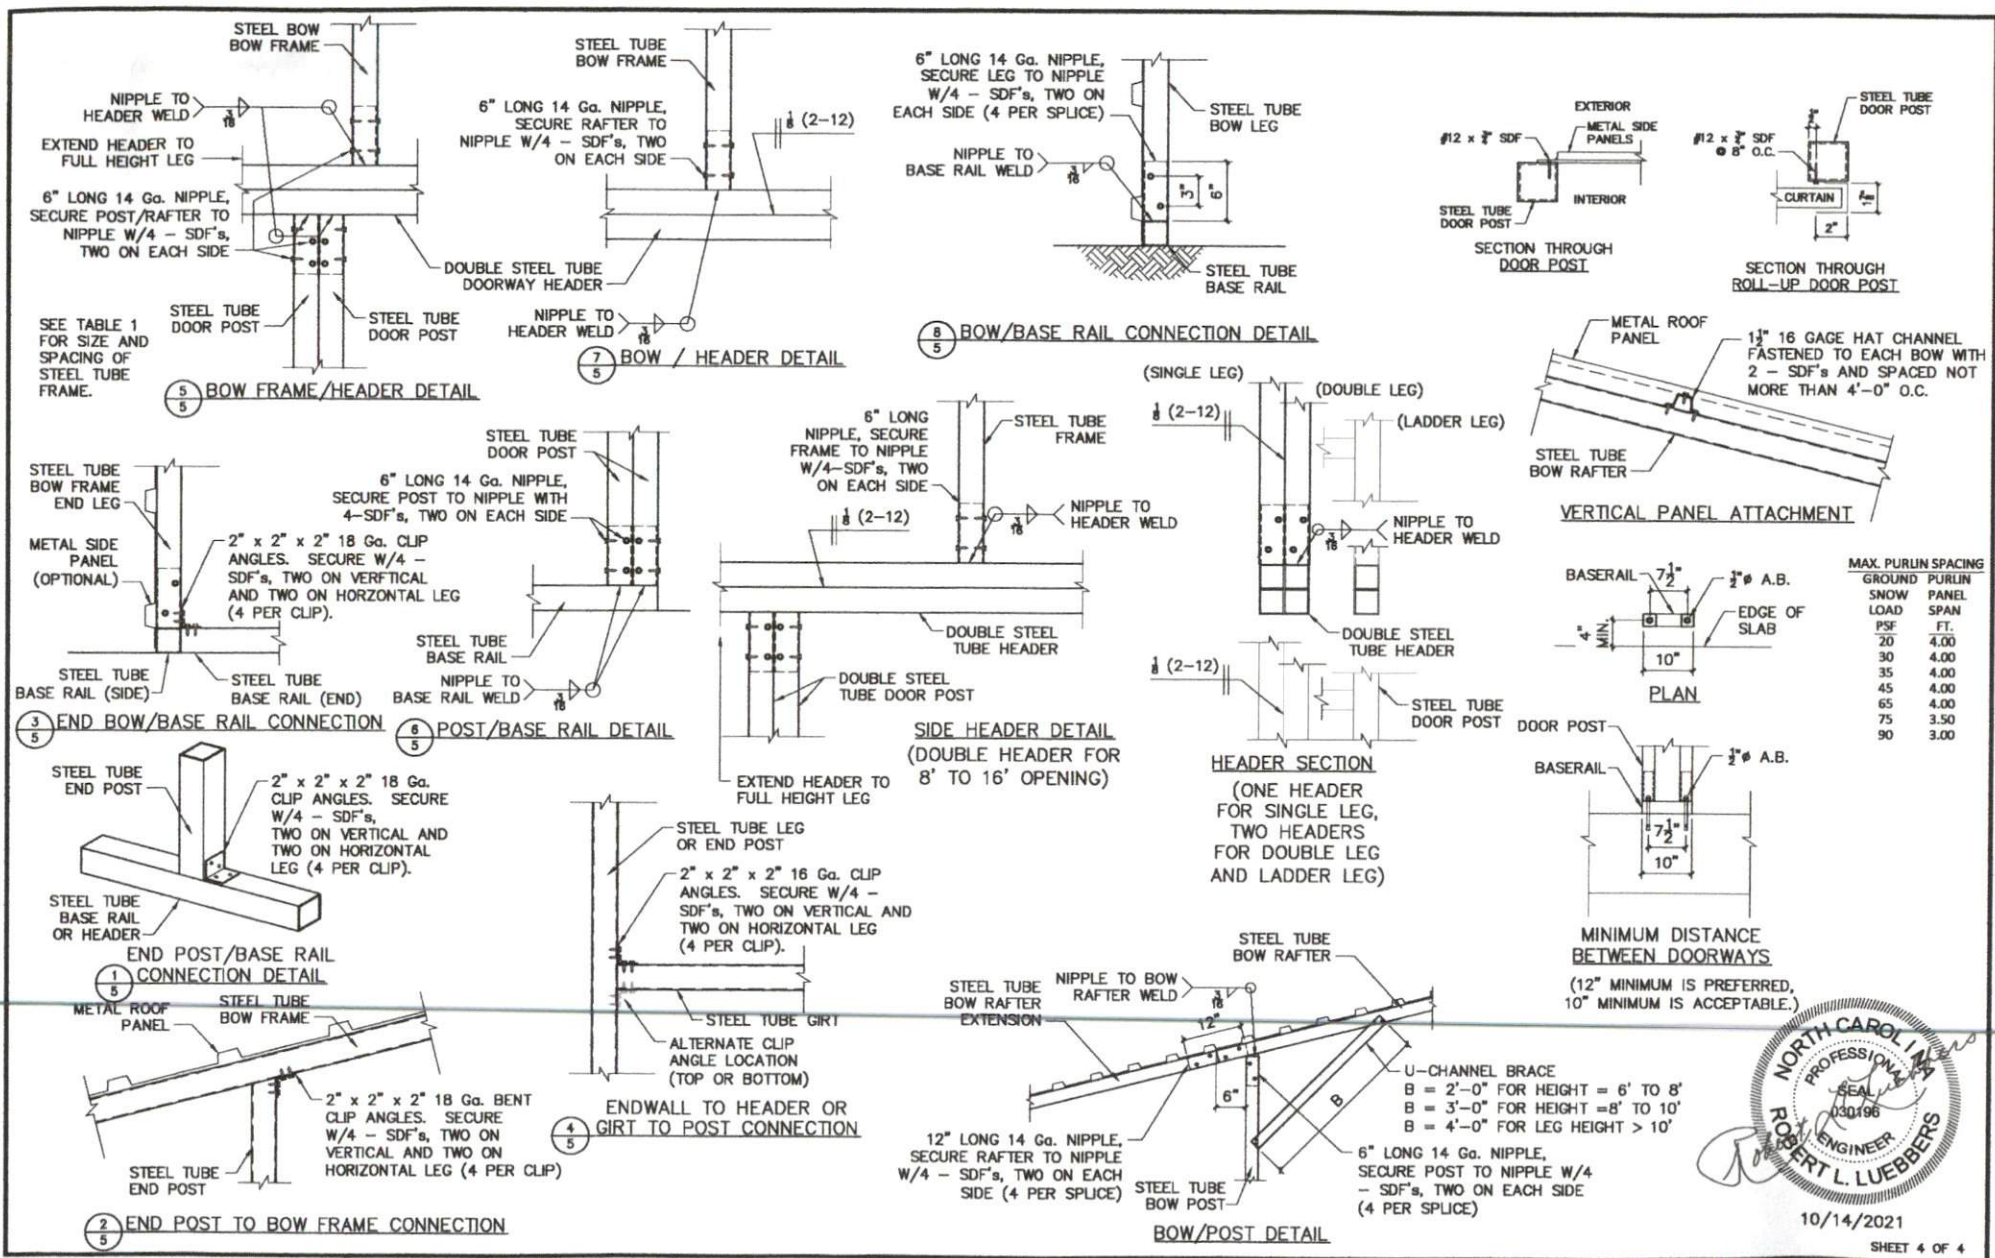 STEEL BOW
BOW FRAME
NIPPLE TO
HEADER WELD
3/16
EXTEND HEADER TO
FULL HEIGHT LEG
6" LONG 14 Ga. NIPPLE,
SECURE POST/RAFTER TO
NIPPLE W/4 - SDF's,
TWO ON EACH SIDE
DOUBLE STEEL TUBE
DOORWAY HEADER
STEEL TUBE
DOOR POST
STEEL TUBE
DOOR POST
SEE TABLE 1
FOR SIZE AND
SPACING OF
STEEL TUBE
FRAME.
5
5
BOW FRAME/HEADER DETAIL
STEEL TUBE
BOW FRAME
6" LONG 14 Ga. NIPPLE,
SECURE RAFTER TO
NIPPLE W/4 - SDF's, TWO
ON EACH SIDE
1/8 (2-12)
NIPPLE TO
HEADER WELD
3/16
7
5
BOW / HEADER DETAIL
6" LONG 14 Ga. NIPPLE,
SECURE LEG TO NIPPLE
W/4 - SDF's, TWO ON
EACH SIDE (4 PER SPLICE)
STEEL TUBE
BOW LEG
NIPPLE TO
BASE RAIL WELD
3/16
3"
6"
STEEL TUBE
BASE RAIL
8
5
BOW/BASE RAIL CONNECTION DETAIL
EXTERIOR
METAL SIDE
PANELS
#12 x 3/4" SDF
INTERIOR
STEEL TUBE
DOOR POST
SECTION THROUGH
DOOR POST
STEEL TUBE
DOOR POST
#12 x 3/4" SDF
@ 8" O.C.
CURTAIN
2"
SECTION THROUGH
ROLL-UP DOOR POST
METAL ROOF
PANEL
1 1/2" 16 GAGE HAT CHANNEL
FASTENED TO EACH BOW WITH
2 - SDF's AND SPACED NOT
MORE THAN 4'-0" O.C.
STEEL TUBE
BOW RAFTER
VERTICAL PANEL ATTACHMENT
STEEL TUBE
BOW FRAME
END LEG
METAL SIDE
PANEL
(OPTIONAL)
2" x 2" x 2" 18 Ga. CLIP
ANGLES. SECURE W/4 -
SDF's, TWO ON VERFTICAL
AND TWO ON HORZONTAL LEG
(4 PER CLIP).
STEEL TUBE
BASE RAIL (SIDE)
STEEL TUBE
BASE RAIL (END)
3
5
END BOW/BASE RAIL CONNECTION
STEEL TUBE
DOOR POST
6" LONG 14 Ga. NIPPLE,
SECURE POST TO NIPPLE WITH
4-SDF's, TWO ON EACH SIDE
STEEL TUBE
BASE RAIL
NIPPLE TO
BASE RAIL WELD
3/16
6
5
POST/BASE RAIL DETAIL
6" LONG
NIPPLE, SECURE
FRAME TO NIPPLE
W/4-SDF's, TWO
ON EACH SIDE
STEEL TUBE
FRAME
1/8 (2-12)
NIPPLE TO
HEADER WELD
3/16
DOUBLE STEEL
TUBE HEADER
DOUBLE STEEL
TUBE DOOR POST
EXTEND HEADER TO
FULL HEIGHT LEG
SIDE HEADER DETAIL
(DOUBLE HEADER FOR
8' TO 16' OPENING)
(SINGLE LEG)
(DOUBLE LEG)
1/8 (2-12)
(LADDER LEG)
NIPPLE TO
HEADER WELD
3/16
DOUBLE STEEL
TUBE HEADER
1/8 (2-12)
STEEL TUBE
DOOR POST
HEADER SECTION
(ONE HEADER
FOR SINGLE LEG,
TWO HEADERS
FOR DOUBLE LEG
AND LADDER LEG)
BASERAIL
7 1/2"
1/2"ø A.B.
4" MIN.
EDGE OF
SLAB
10"
PLAN
MAX. PURLIN SPACING
GROUND PURLIN
SNOW PANEL
LOAD SPAN
PSF FT.
20 4.00
30 4.00
35 4.00
45 4.00
65 4.00
75 3.50
90 3.00
DOOR POST
BASERAIL
1/2"ø A.B.
7 1/2"
10"
MINIMUM DISTANCE
BETWEEN DOORWAYS
(12" MINIMUM IS PREFERRED,
10" MINIMUM IS ACCEPTABLE.)
STEEL TUBE
END POST
2" x 2" x 2" 18 Ga.
CLIP ANGLES. SECURE
W/4 - SDF's,
TWO ON VERTICAL AND
TWO ON HORIZONTAL
LEG (4 PER CLIP).
STEEL TUBE
BASE RAIL
OR HEADER
1
5
END POST/BASE RAIL
CONNECTION DETAIL
METAL ROOF
PANEL
STEEL TUBE
BOW FRAME
2" x 2" x 2" 18 Ga. BENT
CLIP ANGLES. SECURE
W/4 - SDF's, TWO ON
VERTICAL AND TWO ON
HORIZONTAL LEG (4 PER CLIP)
STEEL TUBE
END POST
2
5
END POST TO BOW FRAME CONNECTION
STEEL TUBE LEG
OR END POST
2" x 2" x 2" 16 Ga. CLIP
ANGLES. SECURE W/4 -
SDF's, TWO ON VERTICAL AND
TWO ON HORIZONTAL LEG
(4 PER CLIP).
STEEL TUBE GIRT
ALTERNATE CLIP
ANGLE LOCATION
(TOP OR BOTTOM)
4
5
ENDWALL TO HEADER OR
GIRT TO POST CONNECTION
STEEL TUBE
BOW RAFTER
NIPPLE TO BOW
RAFTER WELD
3/16
STEEL TUBE
BOW RAFTER
EXTENSION
12"
6"
B
U-CHANNEL BRACE
B = 2'-0" FOR HEIGHT = 6' TO 8'
B = 3'-0" FOR HEIGHT =8' TO 10'
B = 4'-0" FOR LEG HEIGHT > 10'
12" LONG 14 Ga. NIPPLE,
SECURE RAFTER TO NIPPLE
W/4 - SDF's, TWO ON EACH
SIDE (4 PER SPLICE)
STEEL TUBE
BOW POST
6" LONG 14 Ga. NIPPLE,
SECURE POST TO NIPPLE W/4
- SDF's, TWO ON EACH SIDE
(4 PER SPLICE)
BOW/POST DETAIL
NORTH CAROLINA
PROFESSIONAL
SEAL
030196
ENGINEER
ROBERT L. LUEBBERS
10/14/2021
SHEET 4 OF 4